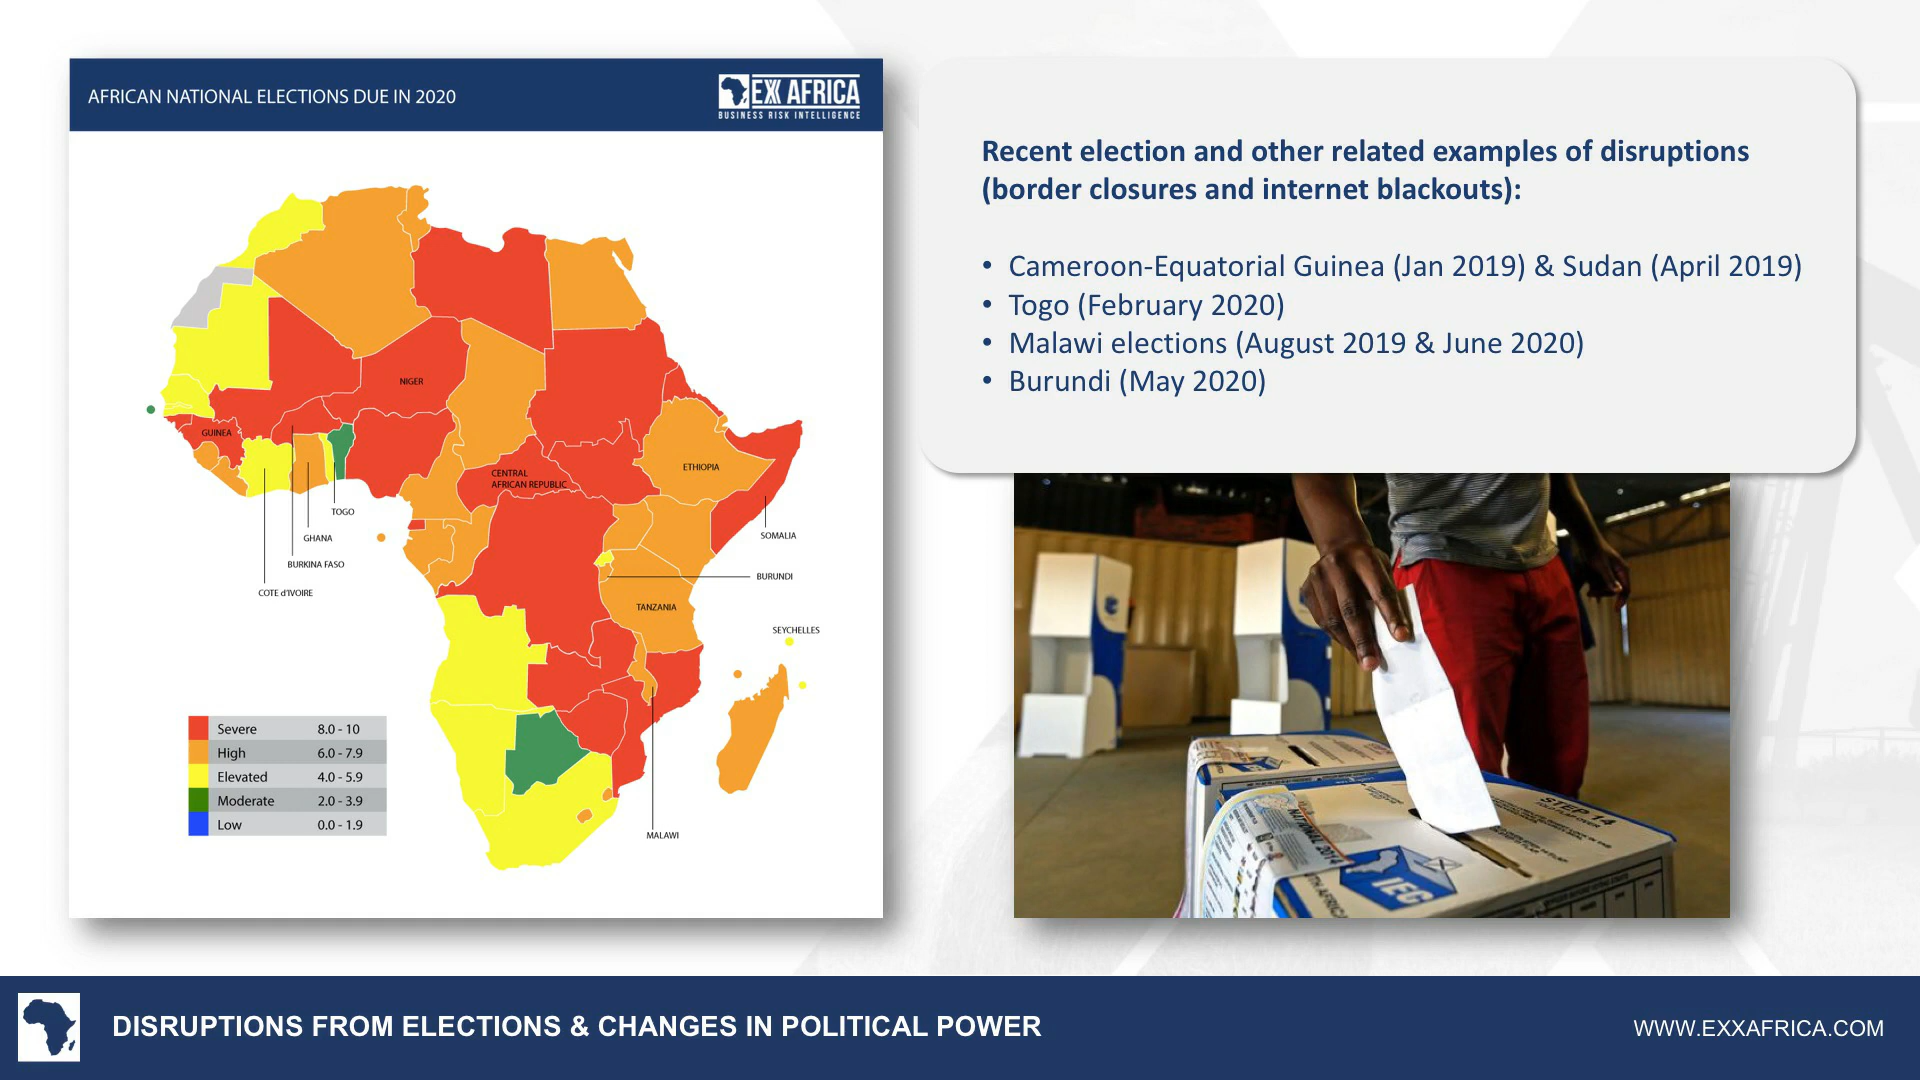 AFRICAN NATIONAL ELECTIONS DUE IN 2020
EXX AFRICA
BUSINESS RISK INTELLIGENCE
NIGER
GUINEA
CENTRAL
AFRICAN REPUBLIC
ETHIOPIA
TOGO
GHANA
SOMALIA
BURKINA FASO
BURUNDI
COTE d'IVOIRE
TANZANIA
SEYCHELLES
MALAWI
Severe 8.0 - 10
High 6.0 - 7.9
Elevated 4.0 - 5.9
Moderate 2.0 - 3.9
Low 0.0 - 1.9
Recent election and other related examples of disruptions
(border closures and internet blackouts):
• Cameroon-Equatorial Guinea (Jan 2019) & Sudan (April 2019)
• Togo (February 2020)
• Malawi elections (August 2019 & June 2020)
• Burundi (May 2020)
STEP 14
NATIONAL 2014
IEC
DISRUPTIONS FROM ELECTIONS & CHANGES IN POLITICAL POWER
WWW.EXXAFRICA.COM